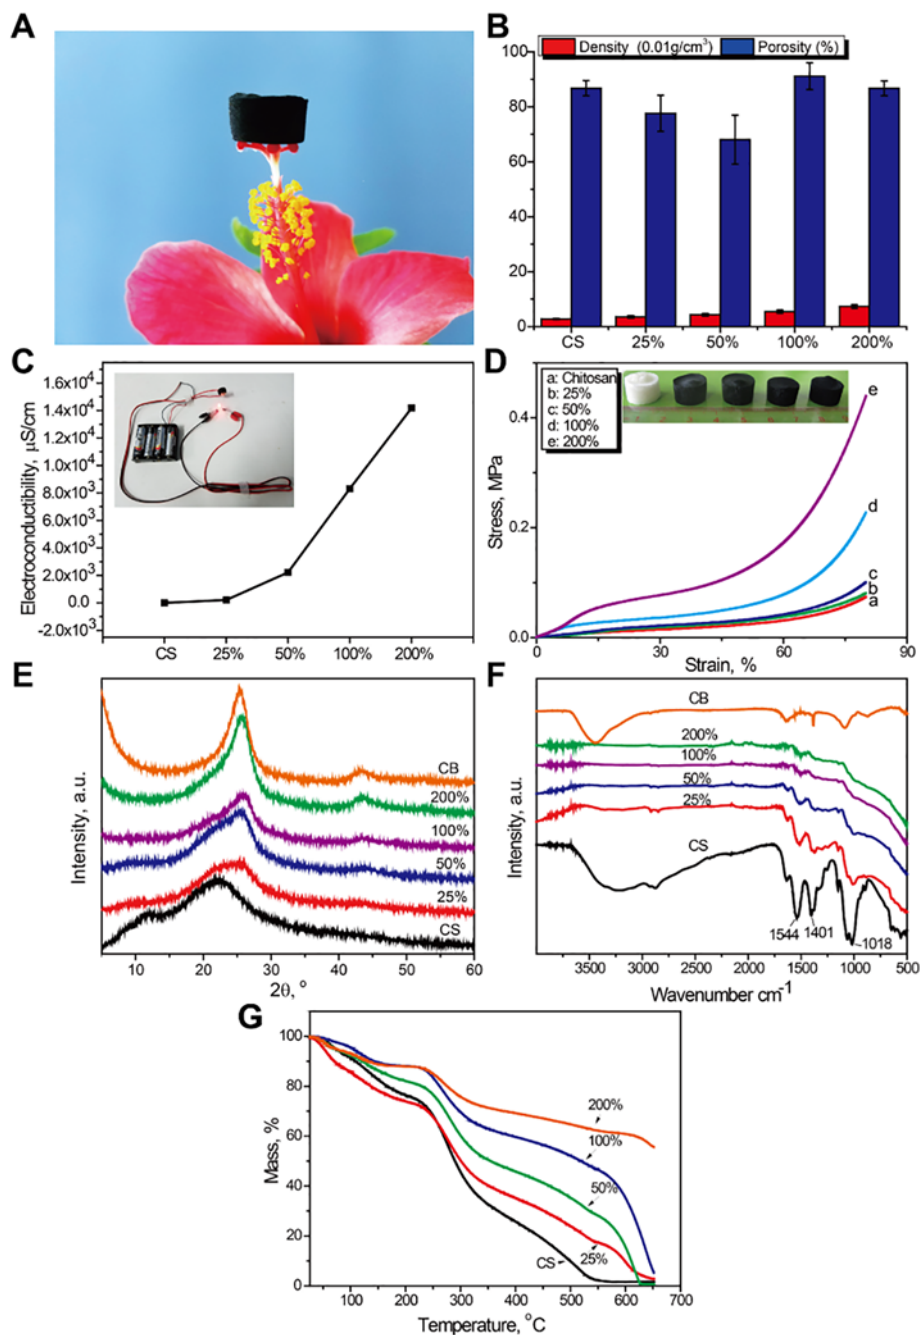 A
B
Density (0.01g/cm³)
Porosity (%)
100
80
60
40
20
0
CS
25%
50%
100%
200%
C
Electroconductibility, µS/cm
1.6x10⁴
1.4x10⁴
1.2x10⁴
1.0x10⁴
8.0x10³
6.0x10³
4.0x10³
2.0x10³
0.0
-2.0x10³
CS
25%
50%
100%
200%
D
a: Chitosan
b: 25%
c: 50%
d: 100%
e: 200%
Stress, MPa
0.4
0.2
0.0
e
d
c
b
a
0
30
60
90
Strain, %
E
Intensity, a.u.
CB
200%
100%
50%
25%
CS
10
20
30
40
50
60
2θ, °
F
Intensity, a.u.
CB
200%
100%
50%
25%
CS
1544
1401
1018
3500
3000
2500
2000
1500
1000
500
Wavenumber cm⁻¹
G
Mass, %
100
80
60
40
20
0
200%
100%
50%
25%
CS
100
200
300
400
500
600
700
Temperature, °C